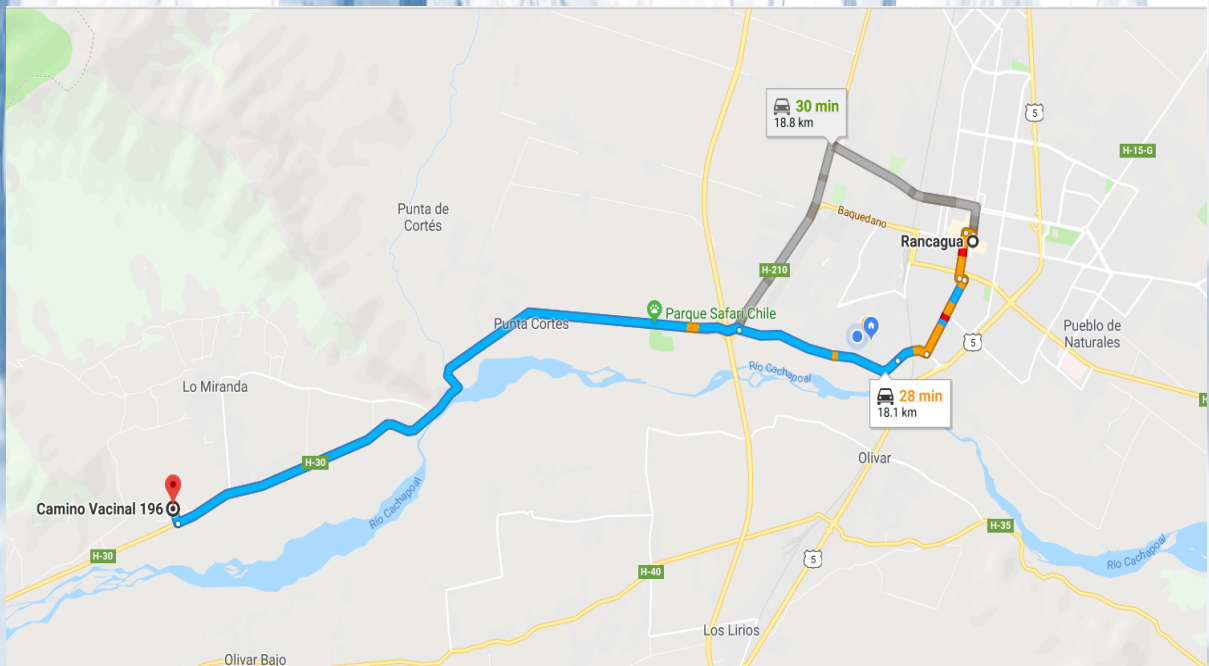 30 min
18.8 km
5
H-15-G
Punta de
Cortés
Baquedano
Rancagua
H-210
Parque Safari Chile
Punta Cortes
Pueblo de
Naturales
5
Río Cachapoal
Lo Miranda
28 min
18.1 km
H
Olivar
H-30
Camino Vacinal 196
Río Cachapoal
H-30
H-35
Río Cachapoal
5
H-40
Los Lirios
Olivar Bajo